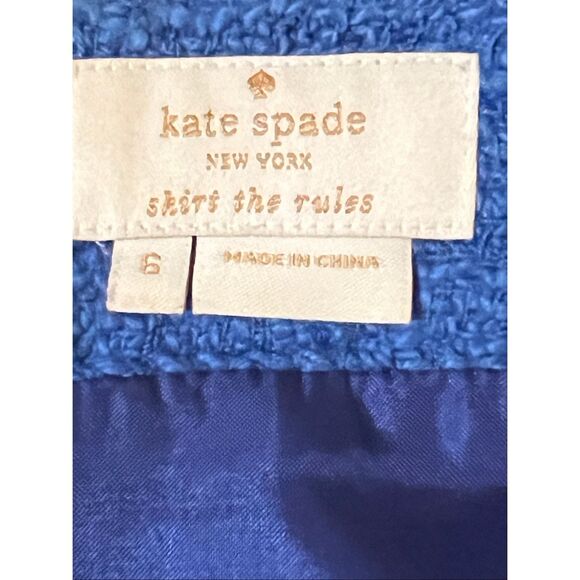 kate spade
NEW YORK
skirt the rules
6
MADE IN CHINA